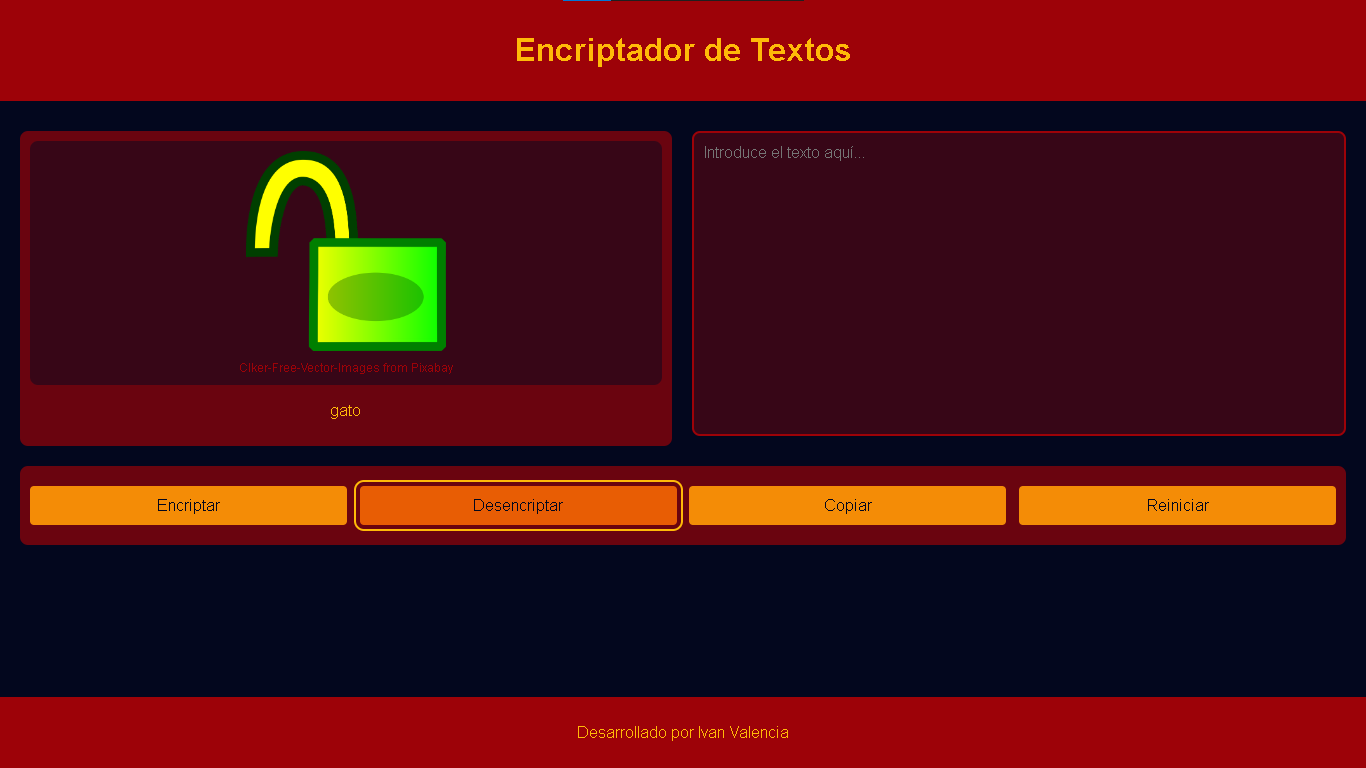 Encriptador de Textos
Introduce el texto aquí...
Clker-Free-Vector-Images from Pixabay
gato
Encriptar
Desencriptar
Copiar
Reiniciar
Desarrollado por Ivan Valencia